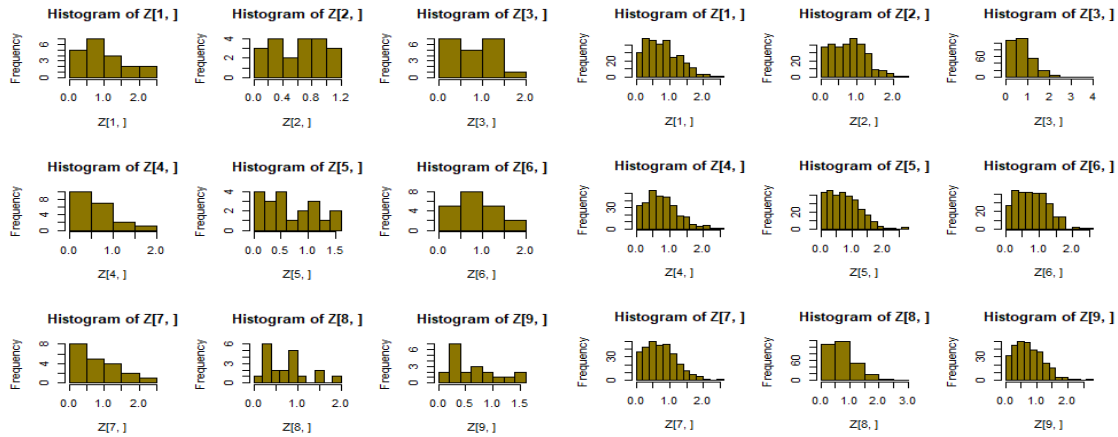 Histogram of Z[1, ]
Frequency
6
3
0
0.0 1.0 2.0
Z[1, ]
Histogram of Z[2, ]
Frequency
4
2
0
0.0 0.4 0.8 1.2
Z[2, ]
Histogram of Z[3, ]
Frequency
6
3
0
0.0 1.0 2.0
Z[3, ]
Histogram of Z[1, ]
Frequency
20
0.0 1.0 2.0
Z[1, ]
Histogram of Z[2, ]
Frequency
20
0.0 1.0 2.0
Z[2, ]
Histogram of Z[3, ]
Frequency
60
0 1 2 3 4
Z[3, ]
Histogram of Z[4, ]
Frequency
8
4
0
0.0 1.0 2.0
Z[4, ]
Histogram of Z[5, ]
Frequency
4
2
0
0.0 0.5 1.0 1.5
Z[5, ]
Histogram of Z[6, ]
Frequency
8
4
0
0.0 1.0 2.0
Z[6, ]
Histogram of Z[4, ]
Frequency
30
0.0 1.0 2.0
Z[4, ]
Histogram of Z[5, ]
Frequency
20
0.0 1.0 2.0
Z[5, ]
Histogram of Z[6, ]
Frequency
20
0.0 1.0 2.0
Z[6, ]
Histogram of Z[7, ]
Frequency
8
4
0
0.0 1.0 2.0
Z[7, ]
Histogram of Z[8, ]
Frequency
6
3
0
0.0 1.0 2.0
Z[8, ]
Histogram of Z[9, ]
Frequency
6
3
0
0.0 0.5 1.0 1.5
Z[9, ]
Histogram of Z[7, ]
Frequency
30
0.0 1.0 2.0
Z[7, ]
Histogram of Z[8, ]
Frequency
60
0.0 1.0 2.0 3.0
Z[8, ]
Histogram of Z[9, ]
Frequency
30
0.0 1.0 2.0
Z[9, ]